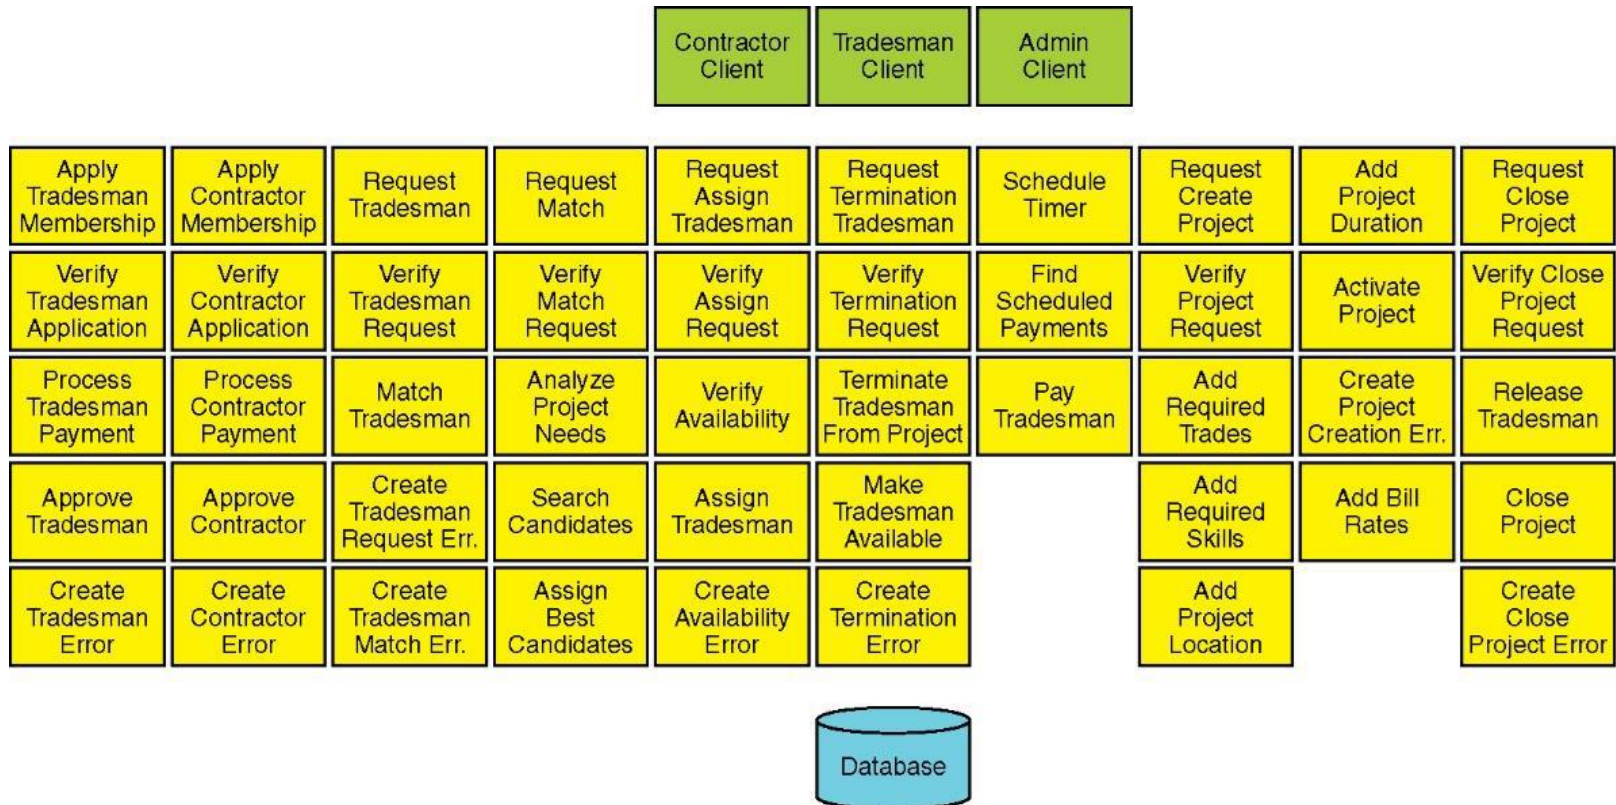 Contractor
Client
Tradesman
Client
Admin
Client
Apply
Tradesman
Membership
Apply
Contractor
Membership
Request
Tradesman
Request
Match
Request
Assign
Tradesman
Request
Termination
Tradesman
Schedule
Timer
Request
Create
Project
Add
Project
Duration
Request
Close
Project
Verify
Tradesman
Application
Verify
Contractor
Application
Verify
Tradesman
Request
Verify
Match
Request
Verify
Assign
Request
Verify
Termination
Request
Find
Scheduled
Payments
Verify
Project
Request
Activate
Project
Verify Close
Project
Request
Process
Tradesman
Payment
Process
Contractor
Payment
Match
Tradesman
Analyze
Project
Needs
Verify
Availability
Terminate
Tradesman
From Project
Pay
Tradesman
Add
Required
Trades
Create
Project
Creation Err.
Release
Tradesman
Approve
Tradesman
Approve
Contractor
Create
Tradesman
Request Err.
Search
Candidates
Assign
Tradesman
Make
Tradesman
Available
Add
Required
Skills
Add Bill
Rates
Close
Project
Create
Tradesman
Error
Create
Contractor
Error
Create
Tradesman
Match Err.
Assign
Best
Candidates
Create
Availability
Error
Create
Termination
Error
Add
Project
Location
Create
Close
Project Error
Database